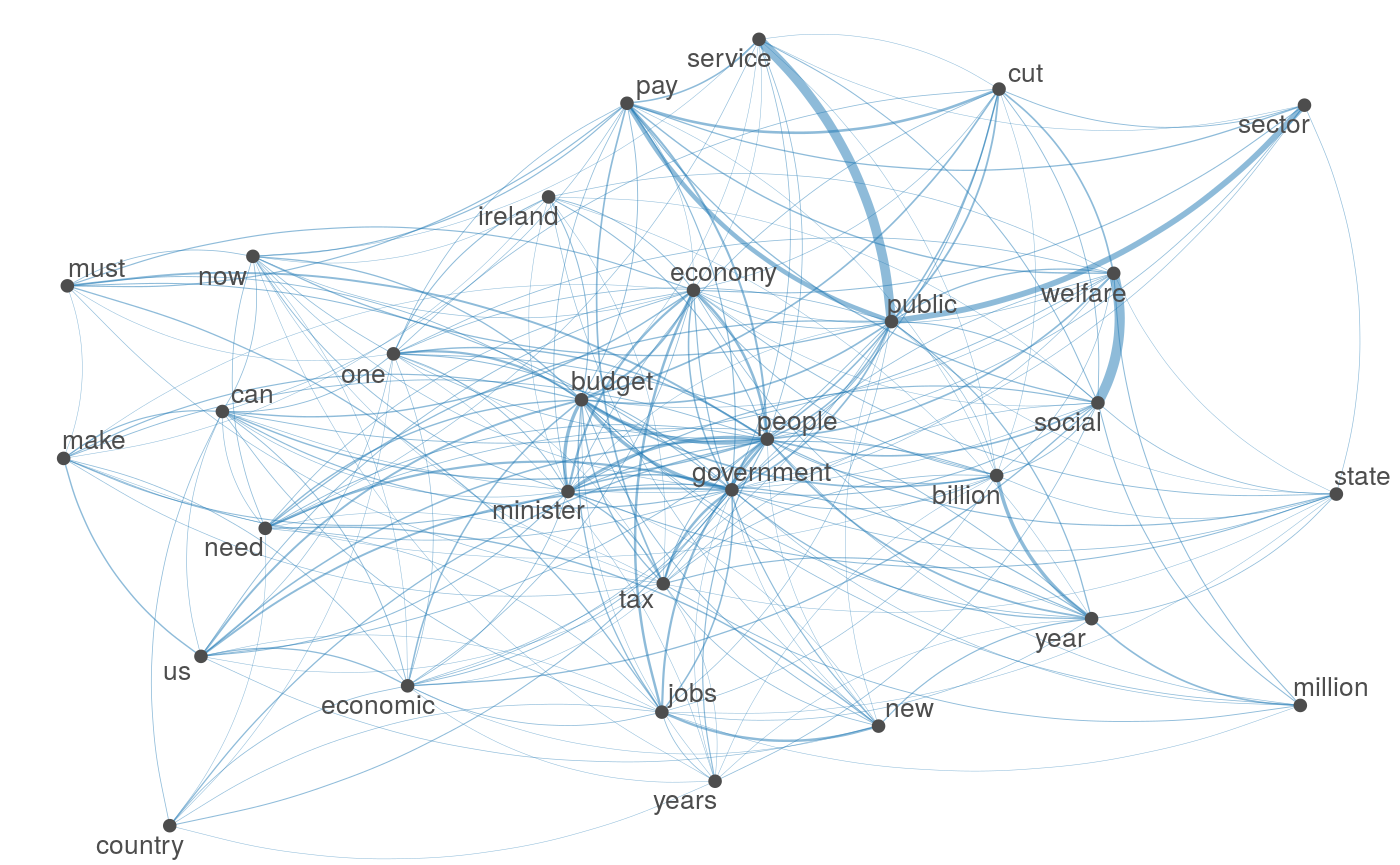 service
pay
cut
sector
ireland
must
now
economy
welfare
public
one
budget
can
people
social
make
government
state
minister
billion
need
tax
year
us
economic
jobs
new
million
years
country